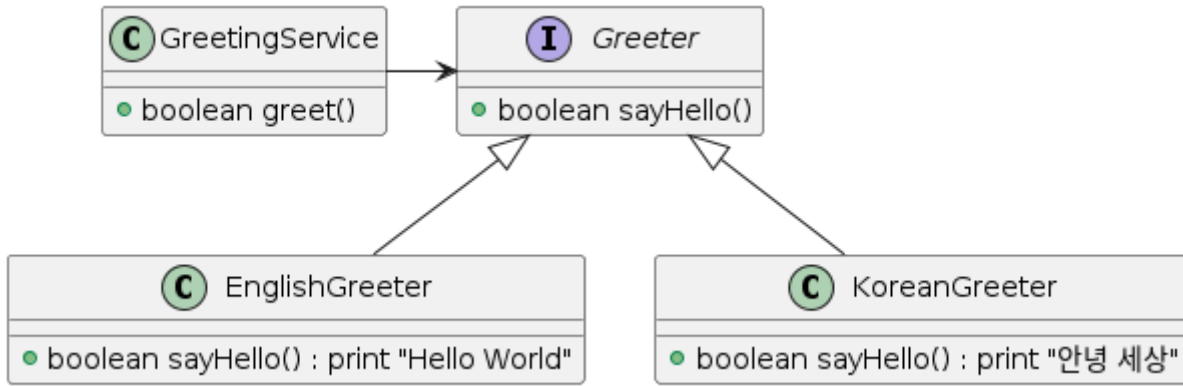 C GreetingService
boolean greet()
I Greeter
boolean sayHello()
C EnglishGreeter
boolean sayHello() : print "Hello World"
C KoreanGreeter
boolean sayHello() : print "안녕 세상"